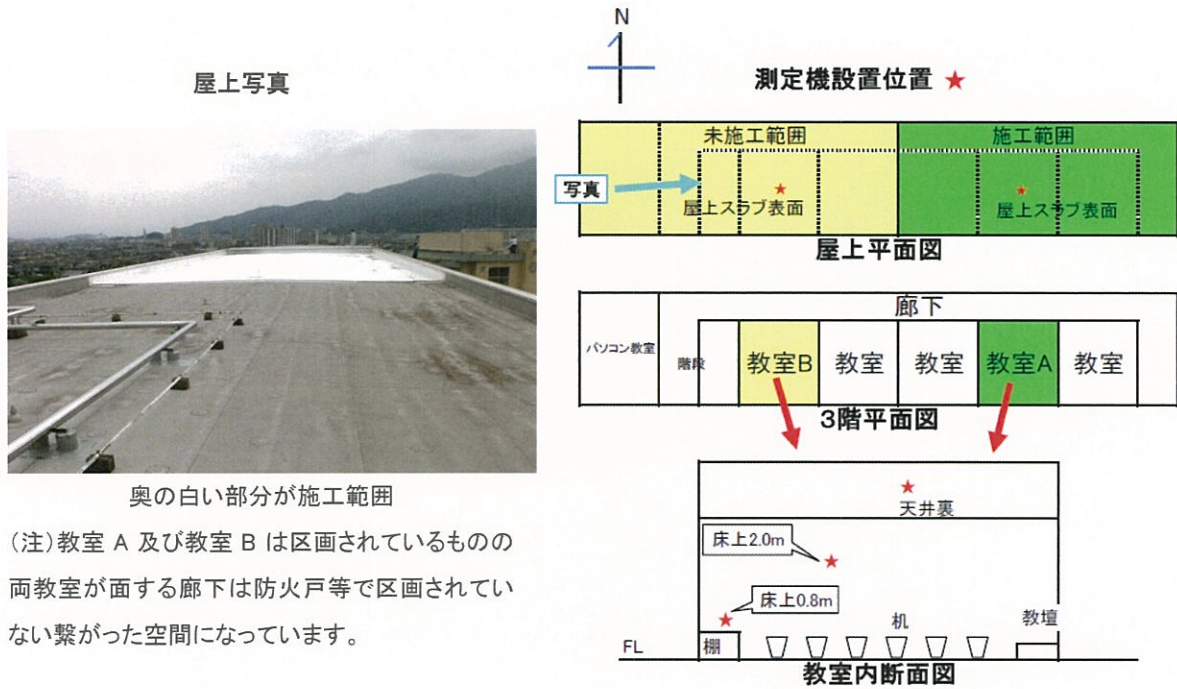 屋上写真
奥の白い部分が施工範囲
(注)教室 A 及び教室 B は区画されているものの
両教室が面する廊下は防火戸等で区画されてい
ない繋がった空間になっています。
N
測定機設置位置 ★
未施工範囲
施工範囲
写真
屋上スラブ表面
屋上スラブ表面
屋上平面図
廊下
パソコン教室
階段
教室B
教室
教室
教室A
教室
3階平面図
天井裏
床上2.0m
床上0.8m
机
教壇
FL
棚
教室内断面図